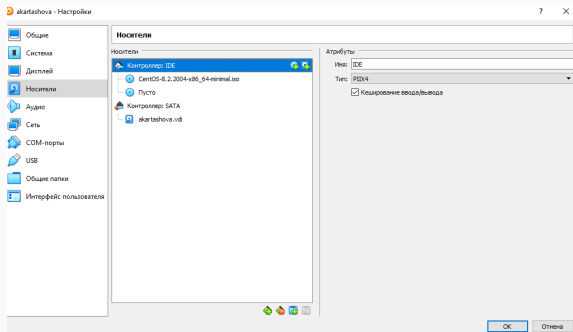 akartashova - Настройки
? X
Общие
Система
Дисплей
Носители
Аудио
Сеть
COM-порты
USB
Общие папки
Интерфейс пользователя
Носители
Носители
Контроллер: IDE
CentOS-8.2.2004-x86_64-minimal.iso
Пусто
Контроллер: SATA
akartashova.vdi
Атрибуты
Имя: IDE
Тип: PIIX4
Кеширование ввода/вывода
OK Отмена